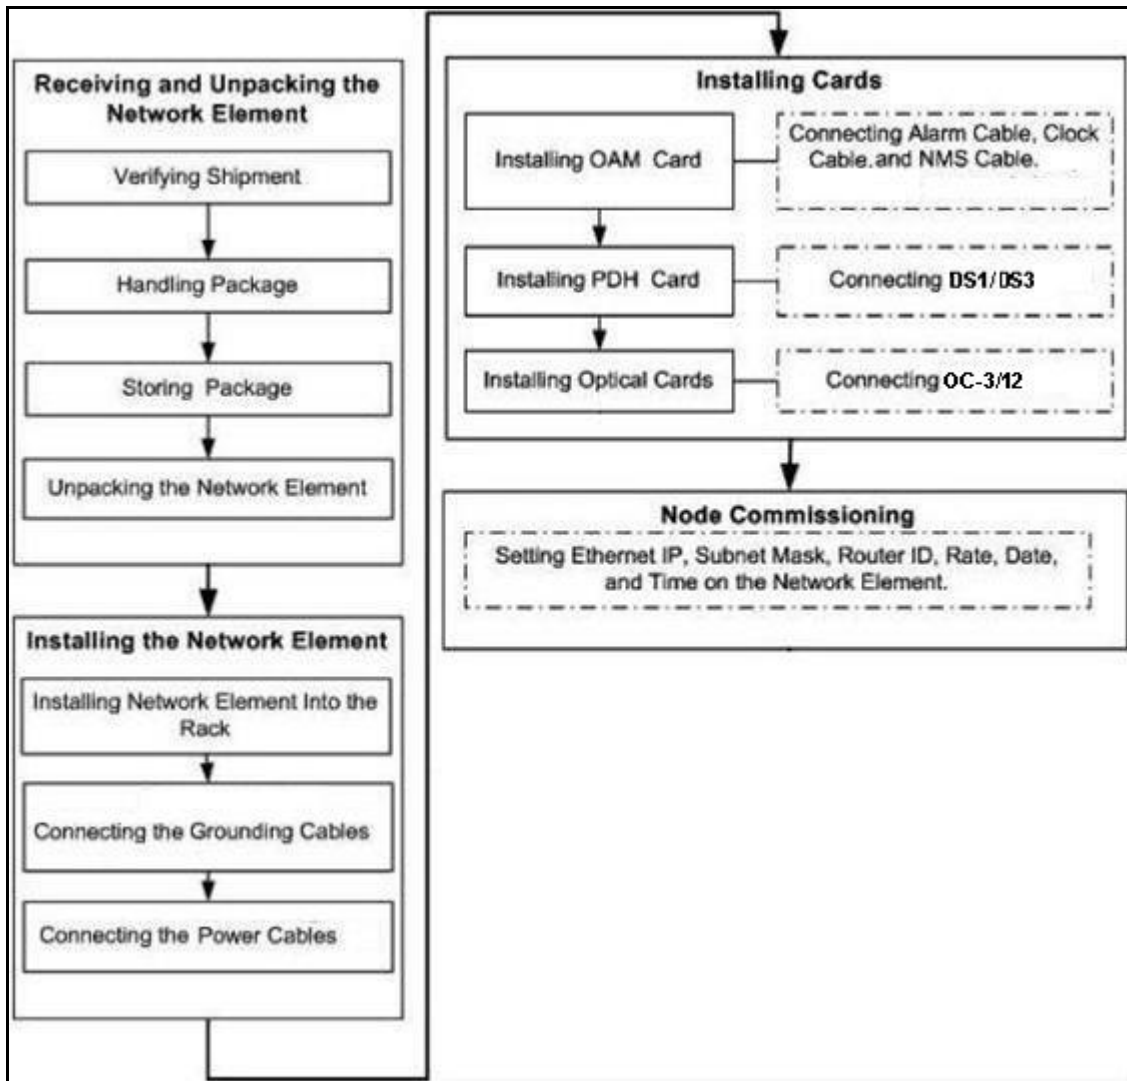 Receiving and Unpacking the
Network Element
Verifying Shipment
Handling Package
Storing Package
Unpacking the Network Element
Installing the Network Element
Installing Network Element Into the
Rack
Connecting the Grounding Cables
Connecting the Power Cables
Installing Cards
Installing OAM Card
Connecting Alarm Cable, Clock
Cable, and NMS Cable.
Installing PDH Card
Connecting DS1/DS3
Installing Optical Cards
Connecting OC-3/12
Node Commissioning
Setting Ethernet IP, Subnet Mask, Router ID, Rate, Date,
and Time on the Network Element.